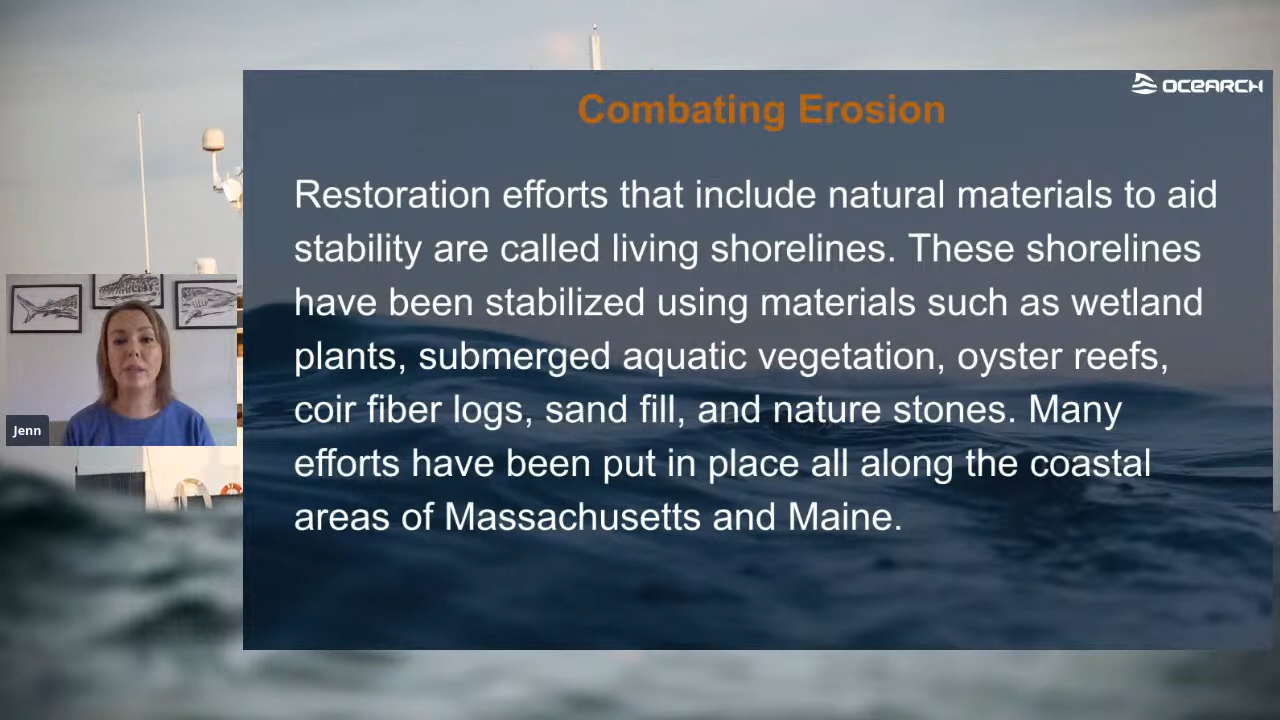 OCEARCH
Combating Erosion
Restoration efforts that include natural materials to aid
stability are called living shorelines. These shorelines
have been stabilized using materials such as wetland
plants, submerged aquatic vegetation, oyster reefs,
coir fiber logs, sand fill, and nature stones. Many
efforts have been put in place all along the coastal
areas of Massachusetts and Maine.
Jenn